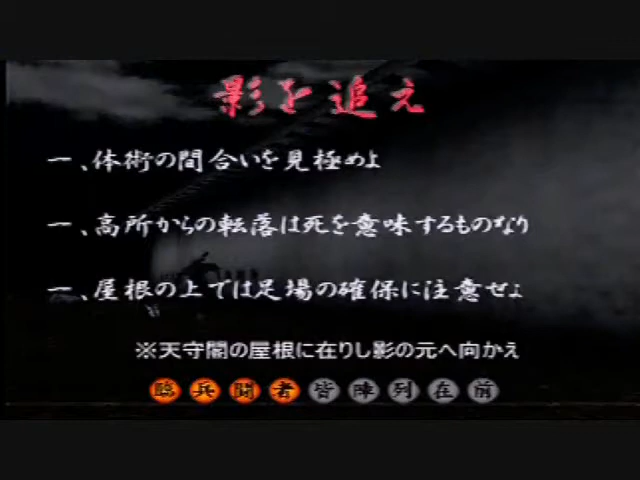 影を追え
一、体術の間合いを見極めよ
一、高所からの転落は死を意味するものなり
一、屋根の上では足場の確保に注意せよ
※天守閣の屋根に在りし影の元へ向かえ
臨兵闘者皆陣列在前